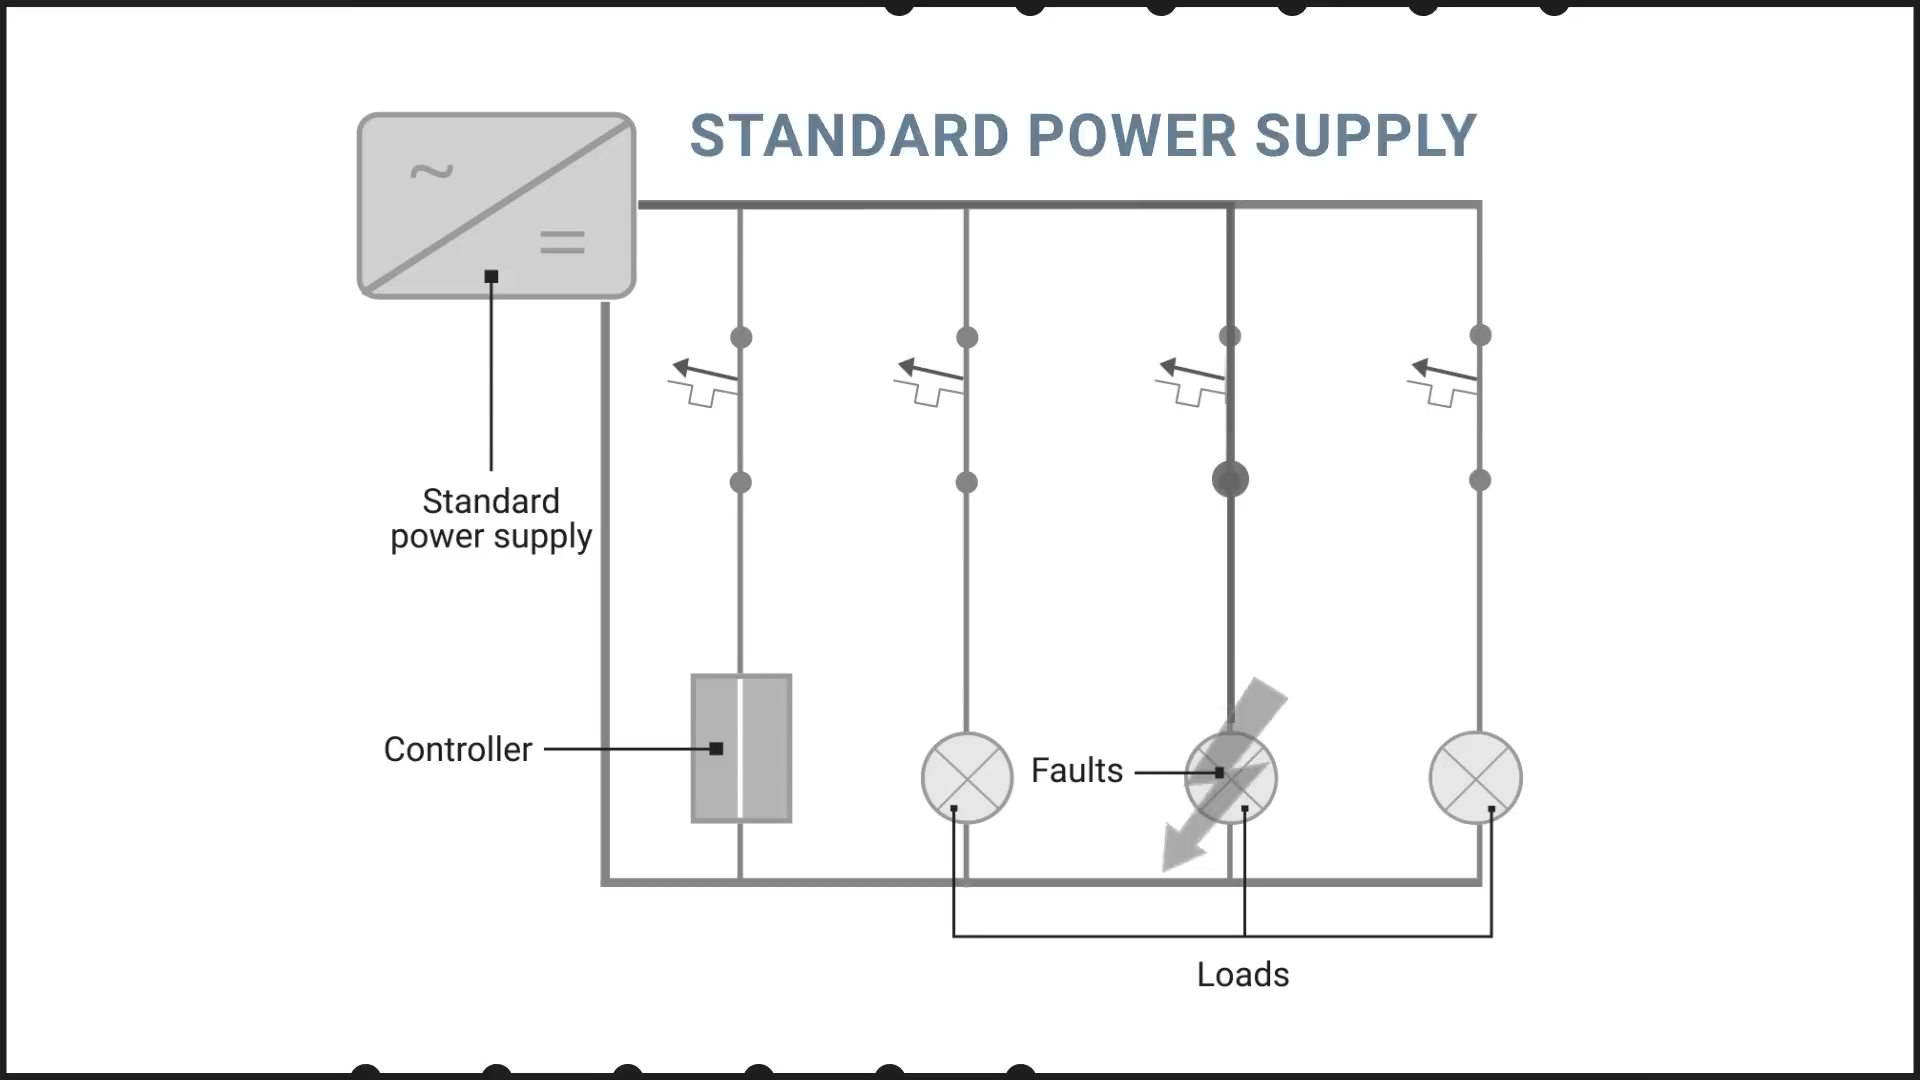 STANDARD POWER SUPPLY
Standard
power supply
Controller
Faults
Loads